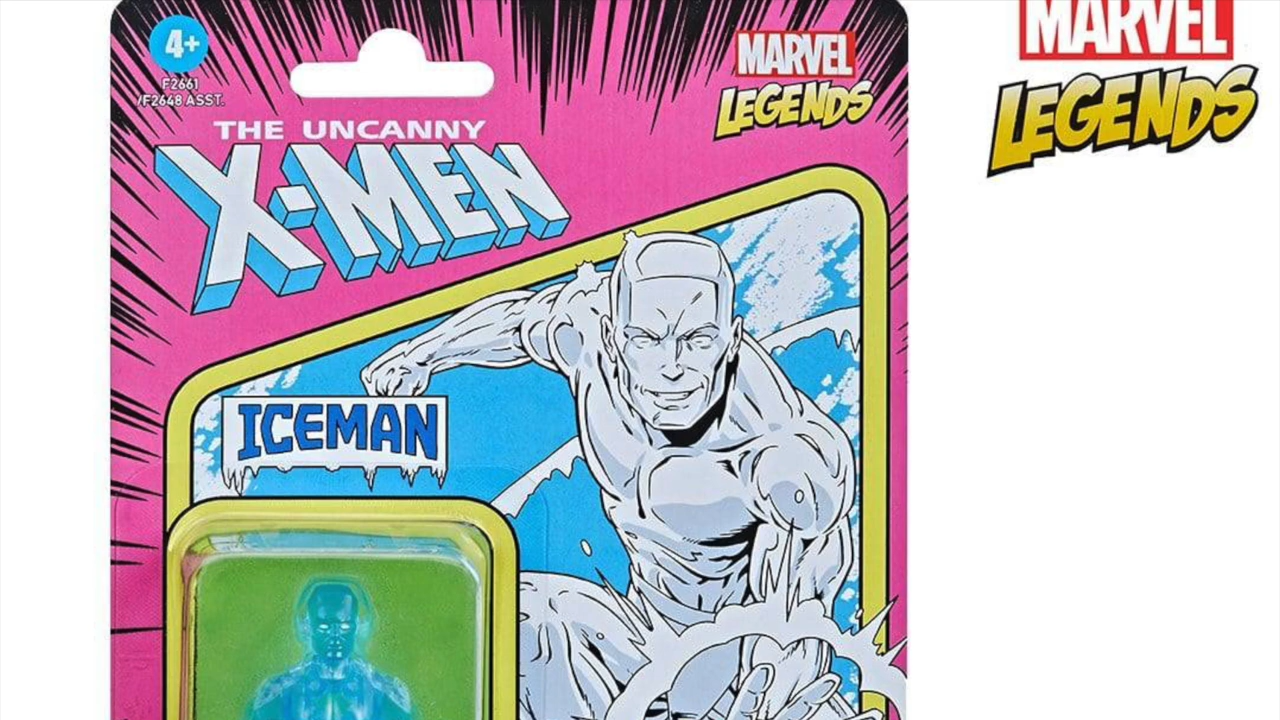 4+
F2661
/F2648 ASST.
MARVEL
LEGENDS
THE UNCANNY
X-MEN
ICEMAN
MARVEL
LEGENDS